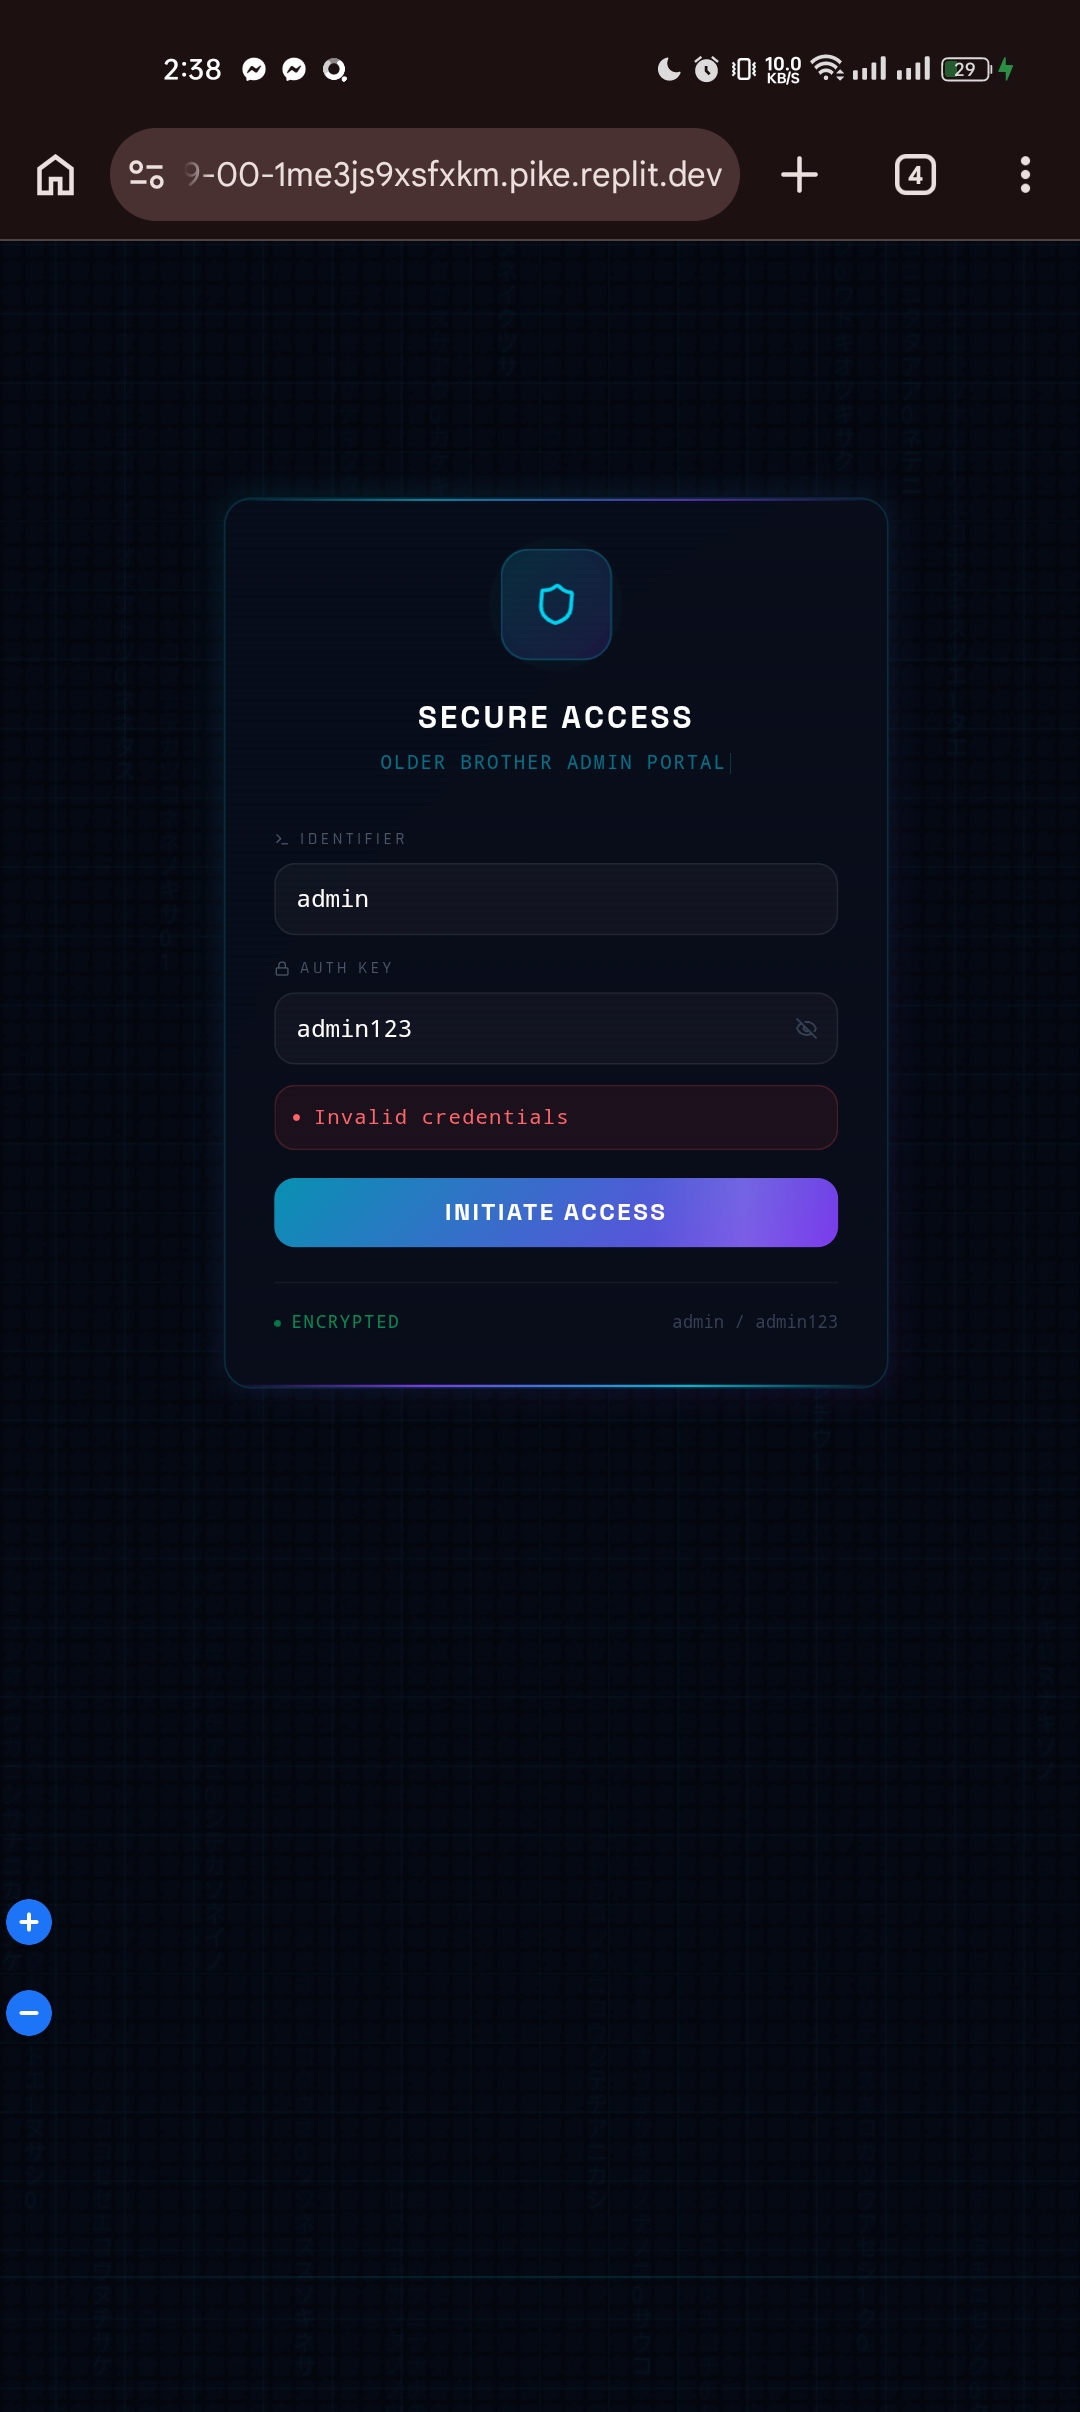 2:38
10.0
KB/S
29
9-00-1me3js9xsfxkm.pike.replit.dev
4
SECURE ACCESS
OLDER BROTHER ADMIN PORTAL
IDENTIFIER
admin
AUTH KEY
admin123
• Invalid credentials
INITIATE ACCESS
ENCRYPTED
admin / admin123